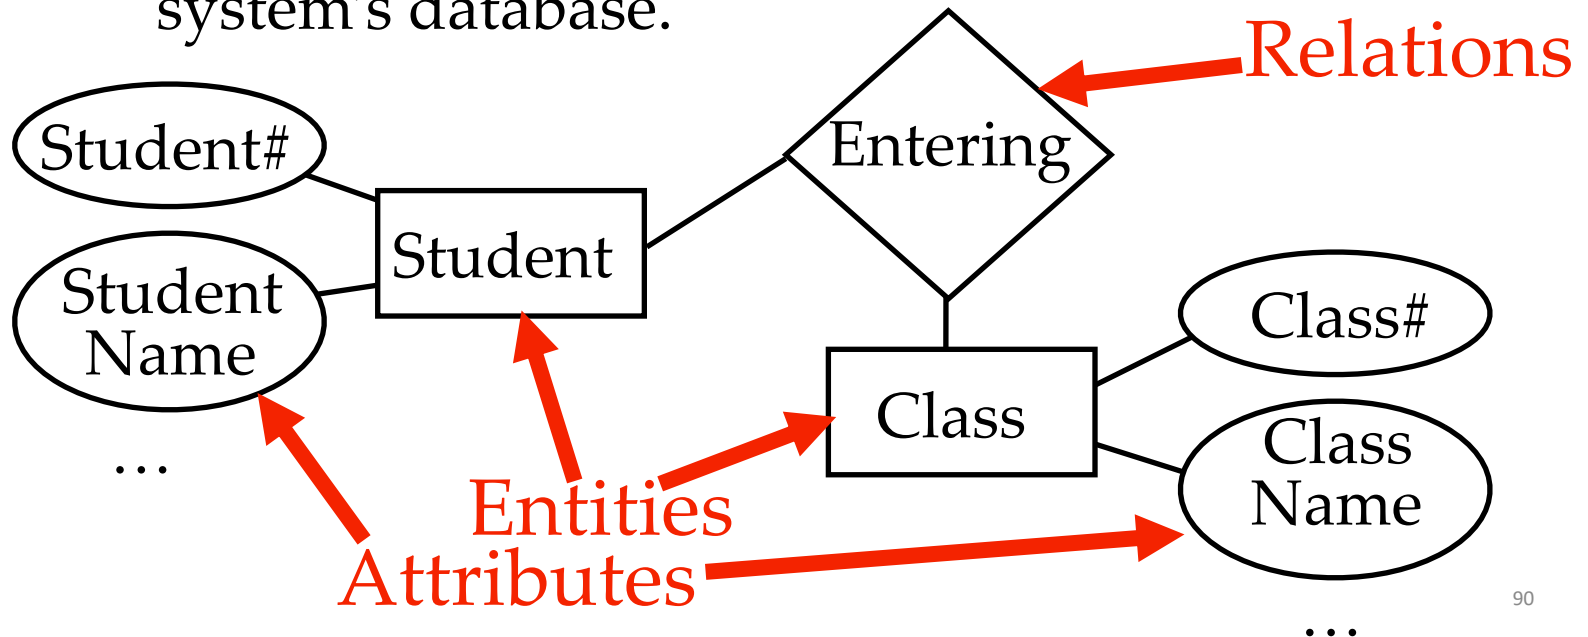 system's database.
Relations
Student#
Entering
Student
Student
Name
Class#
Class
Class
Name
…
Entities
Attributes
90
…